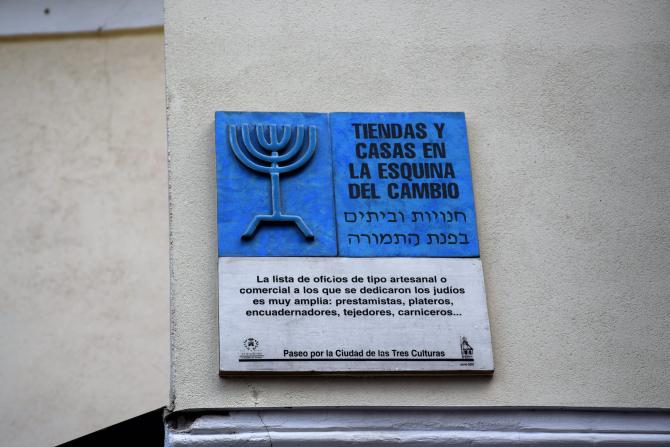 TIENDAS Y
CASAS EN
LA ESQUINA
DEL CAMBIO
חנויות וביתים
בפנת התמורה
La lista de oficios de tipo artesanal o
comercial a los que se dedicaron los judíos
es muy amplia: prestamistas, plateros,
encuadernadores, tejedores, carniceros...
Paseo por la Ciudad de las Tres Culturas